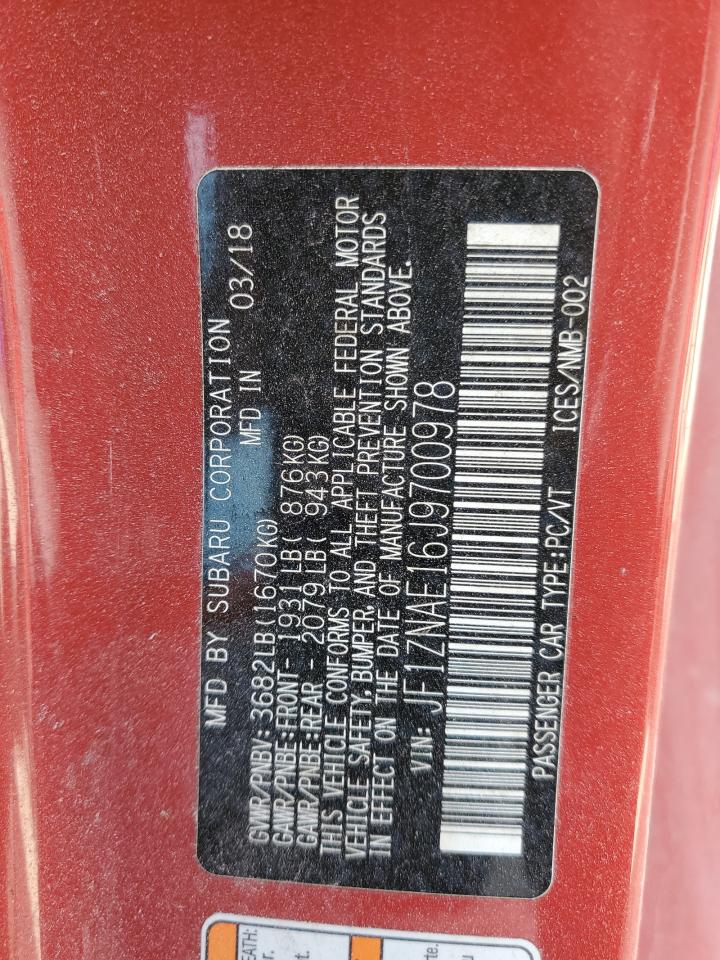 MFD BY SUBARU CORPORATION
MFD IN 03/18
GVWR/PNBV: 3682LB(1670KG)
GAWR/PNBE:FRONT- 1931LB( 876KG)
GAWR/PNBE:REAR - 2079LB( 943KG)
THIS VEHICLE CONFORMS TO ALL APPLICABLE FEDERAL MOTOR
VEHICLE SAFETY, BUMPER, AND THEFT PREVENTION STANDARDS
IN EFFECT ON THE DATE OF MANUFACTURE SHOWN ABOVE.
VIN: JF1ZNAE16J9700978
PASSENGER CAR TYPE:PC/VT ICES/NMB-002
EATH:
r.
t.
rte.
u